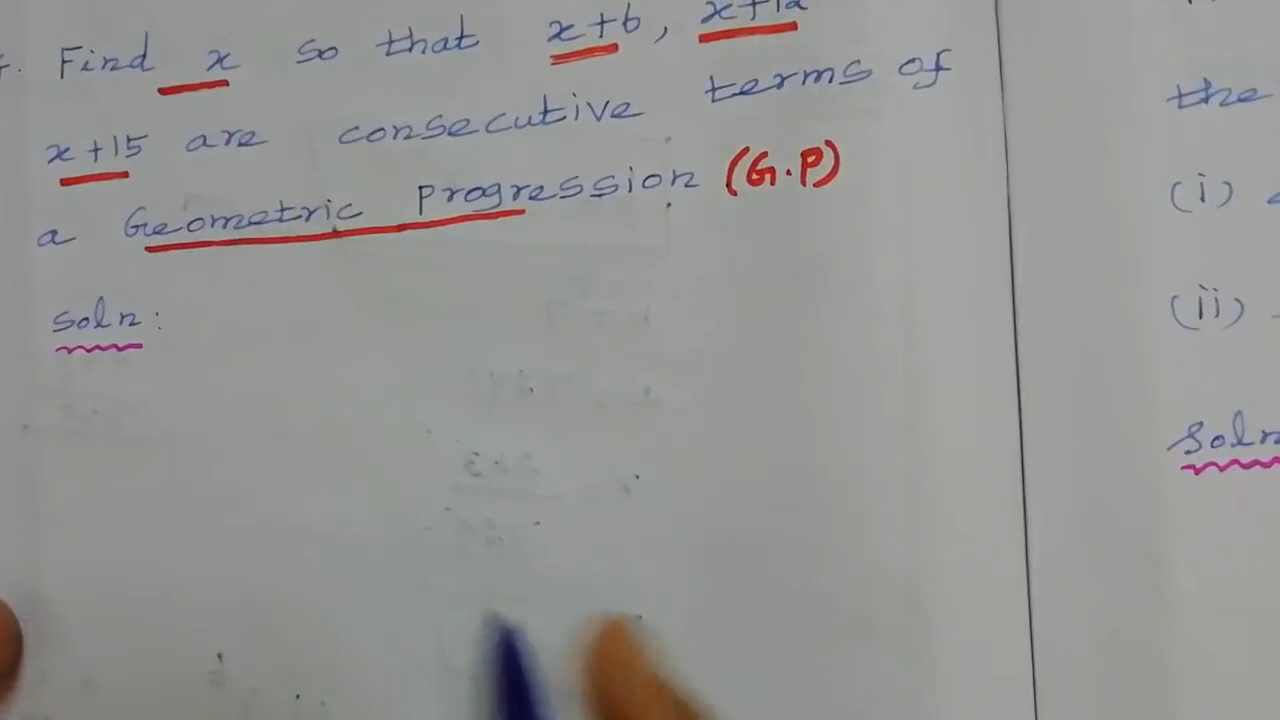 Find x so that x+6, x+12
x+15 are consecutive terms of
a Geometric Progression (G.P)
Soln:
the
(i)
(ii)
Soln